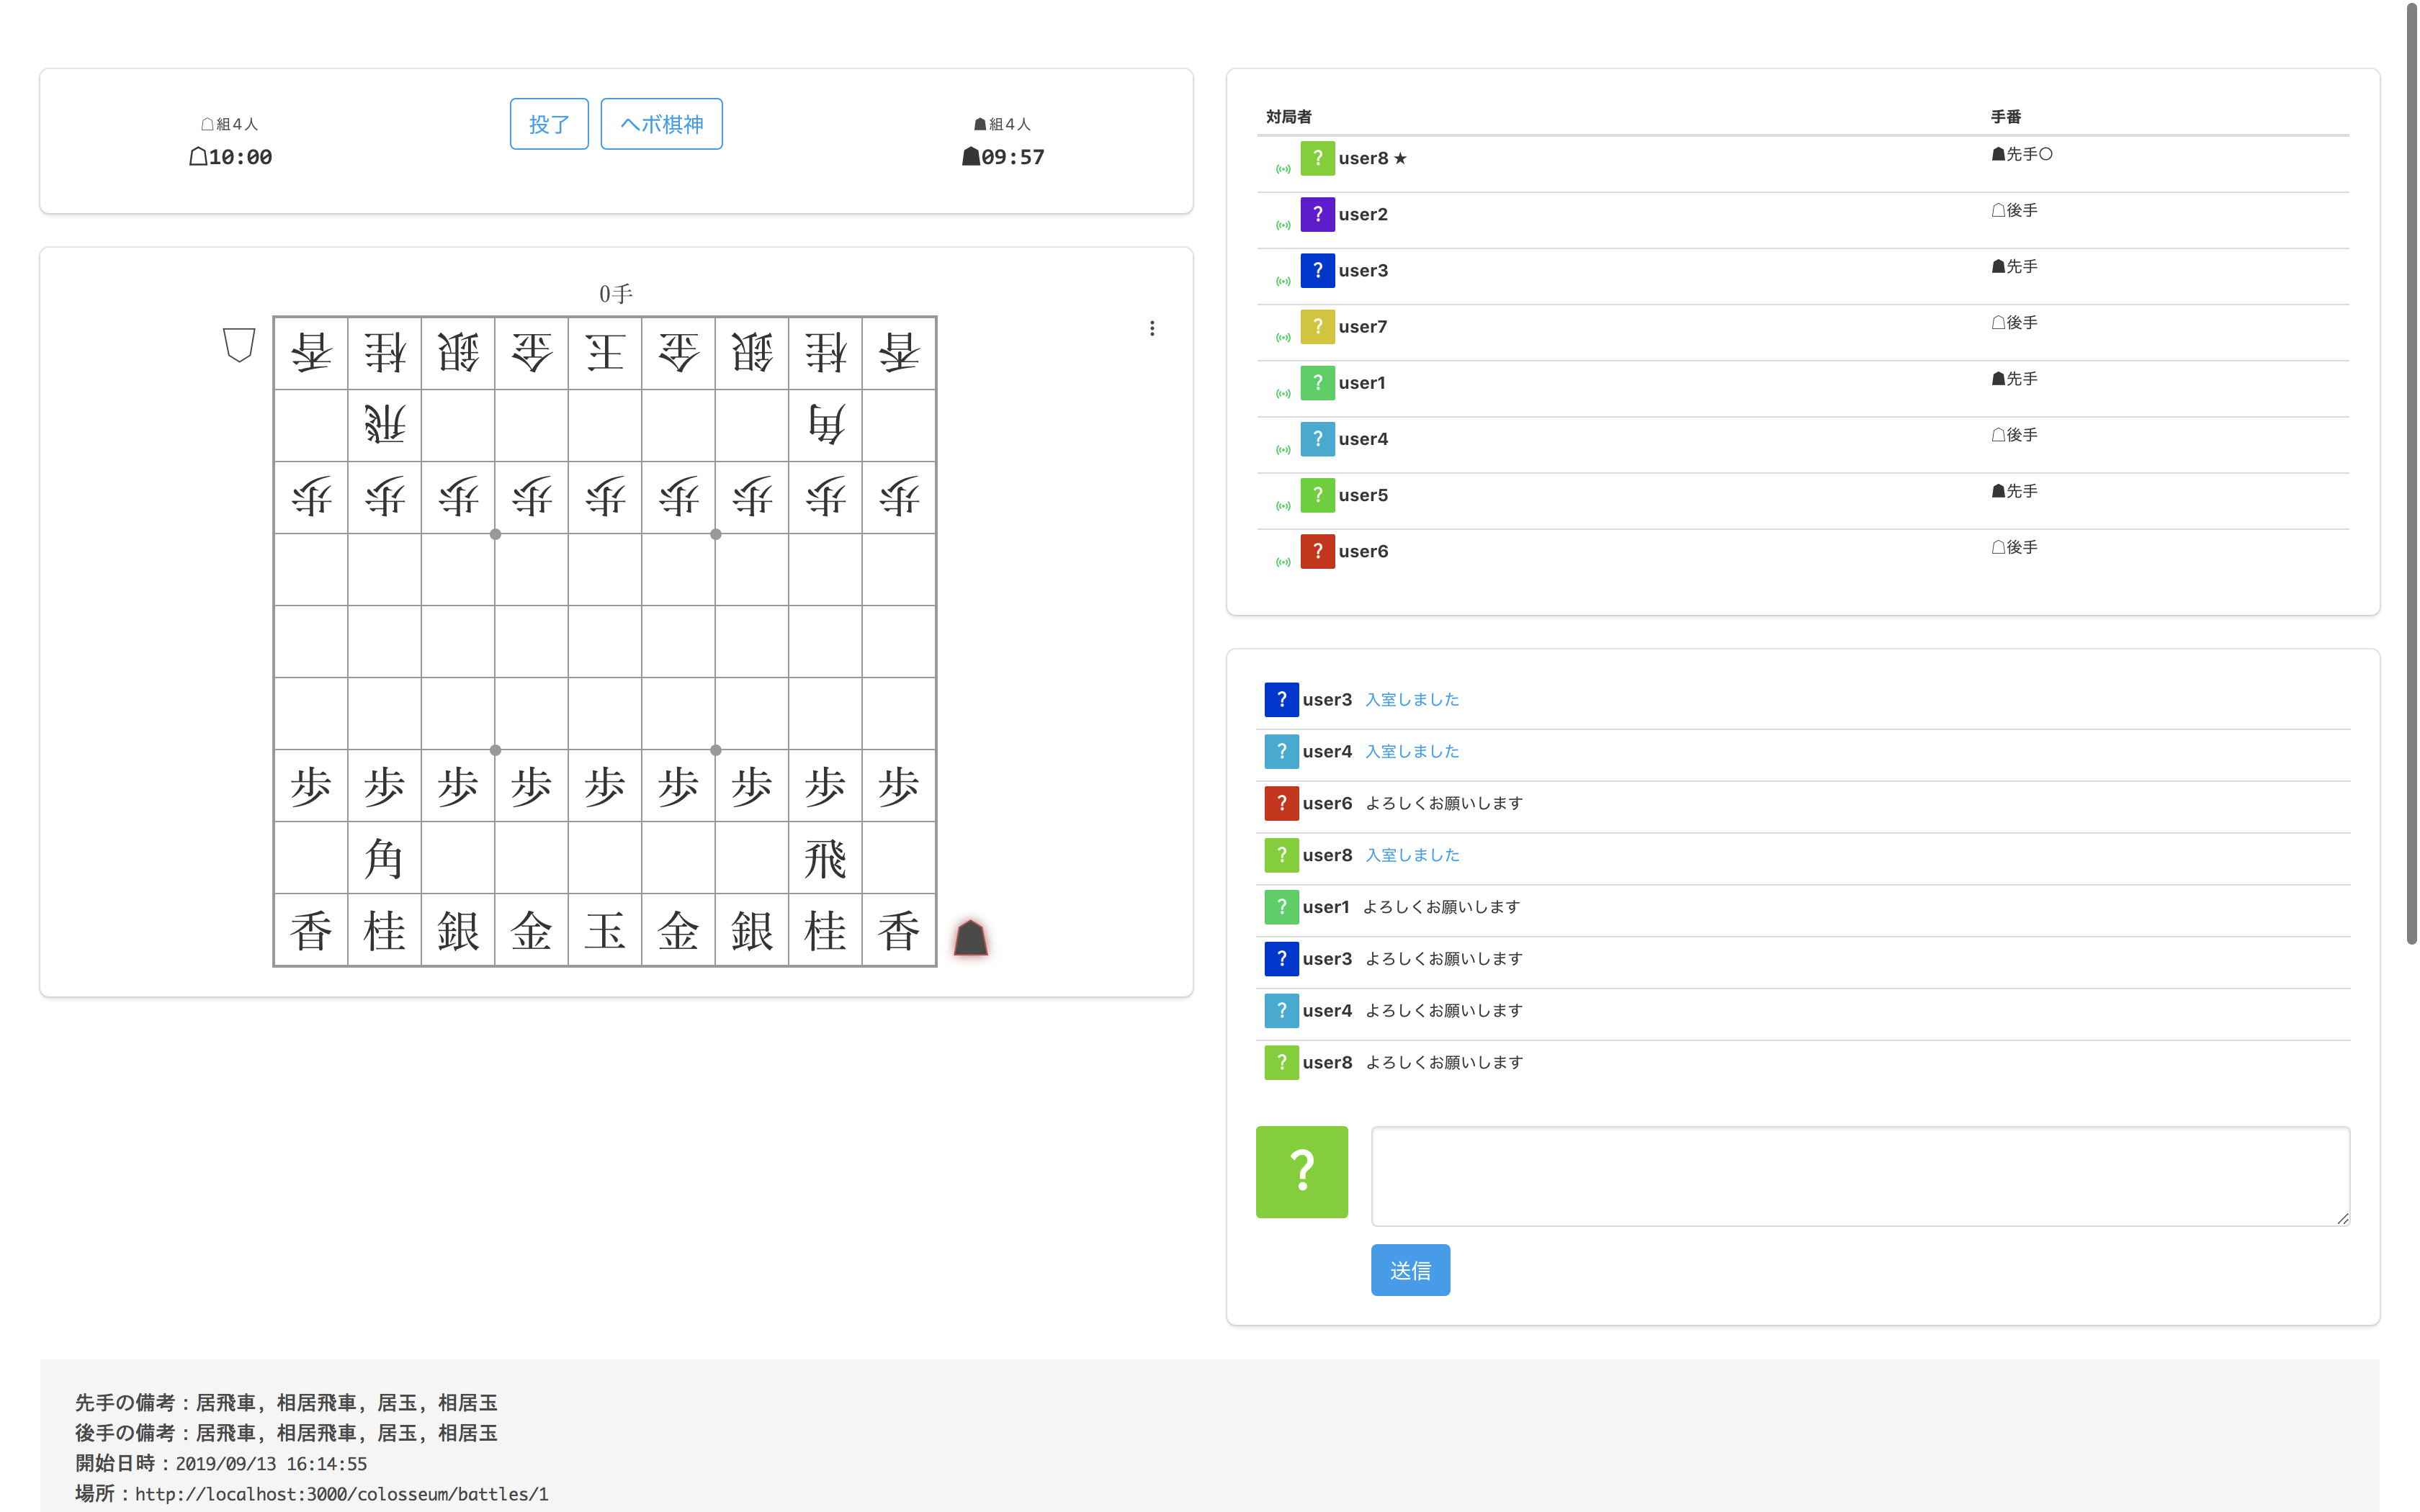 ☖組4人
☖10:00
投了
ヘボ棋神
☗組4人
☗09:57
0手
香桂銀金王金銀桂香
飛角
歩歩歩歩歩歩歩歩歩
歩歩歩歩歩歩歩歩歩
角飛
香桂銀金玉金銀桂香
対局者 手番
? user8 ★ ☗先手○
? user2 ☖後手
? user3 ☗先手
? user7 ☖後手
? user1 ☗先手
? user4 ☖後手
? user5 ☗先手
? user6 ☖後手
? user3 入室しました
? user4 入室しました
? user6 よろしくお願いします
? user8 入室しました
? user1 よろしくお願いします
? user3 よろしくお願いします
? user4 よろしくお願いします
? user8 よろしくお願いします
?
送信
先手の備考：居飛車, 相居飛車, 居玉, 相居玉
後手の備考：居飛車, 相居飛車, 居玉, 相居玉
開始日時：2019/09/13 16:14:55
場所：http://localhost:3000/colosseum/battles/1